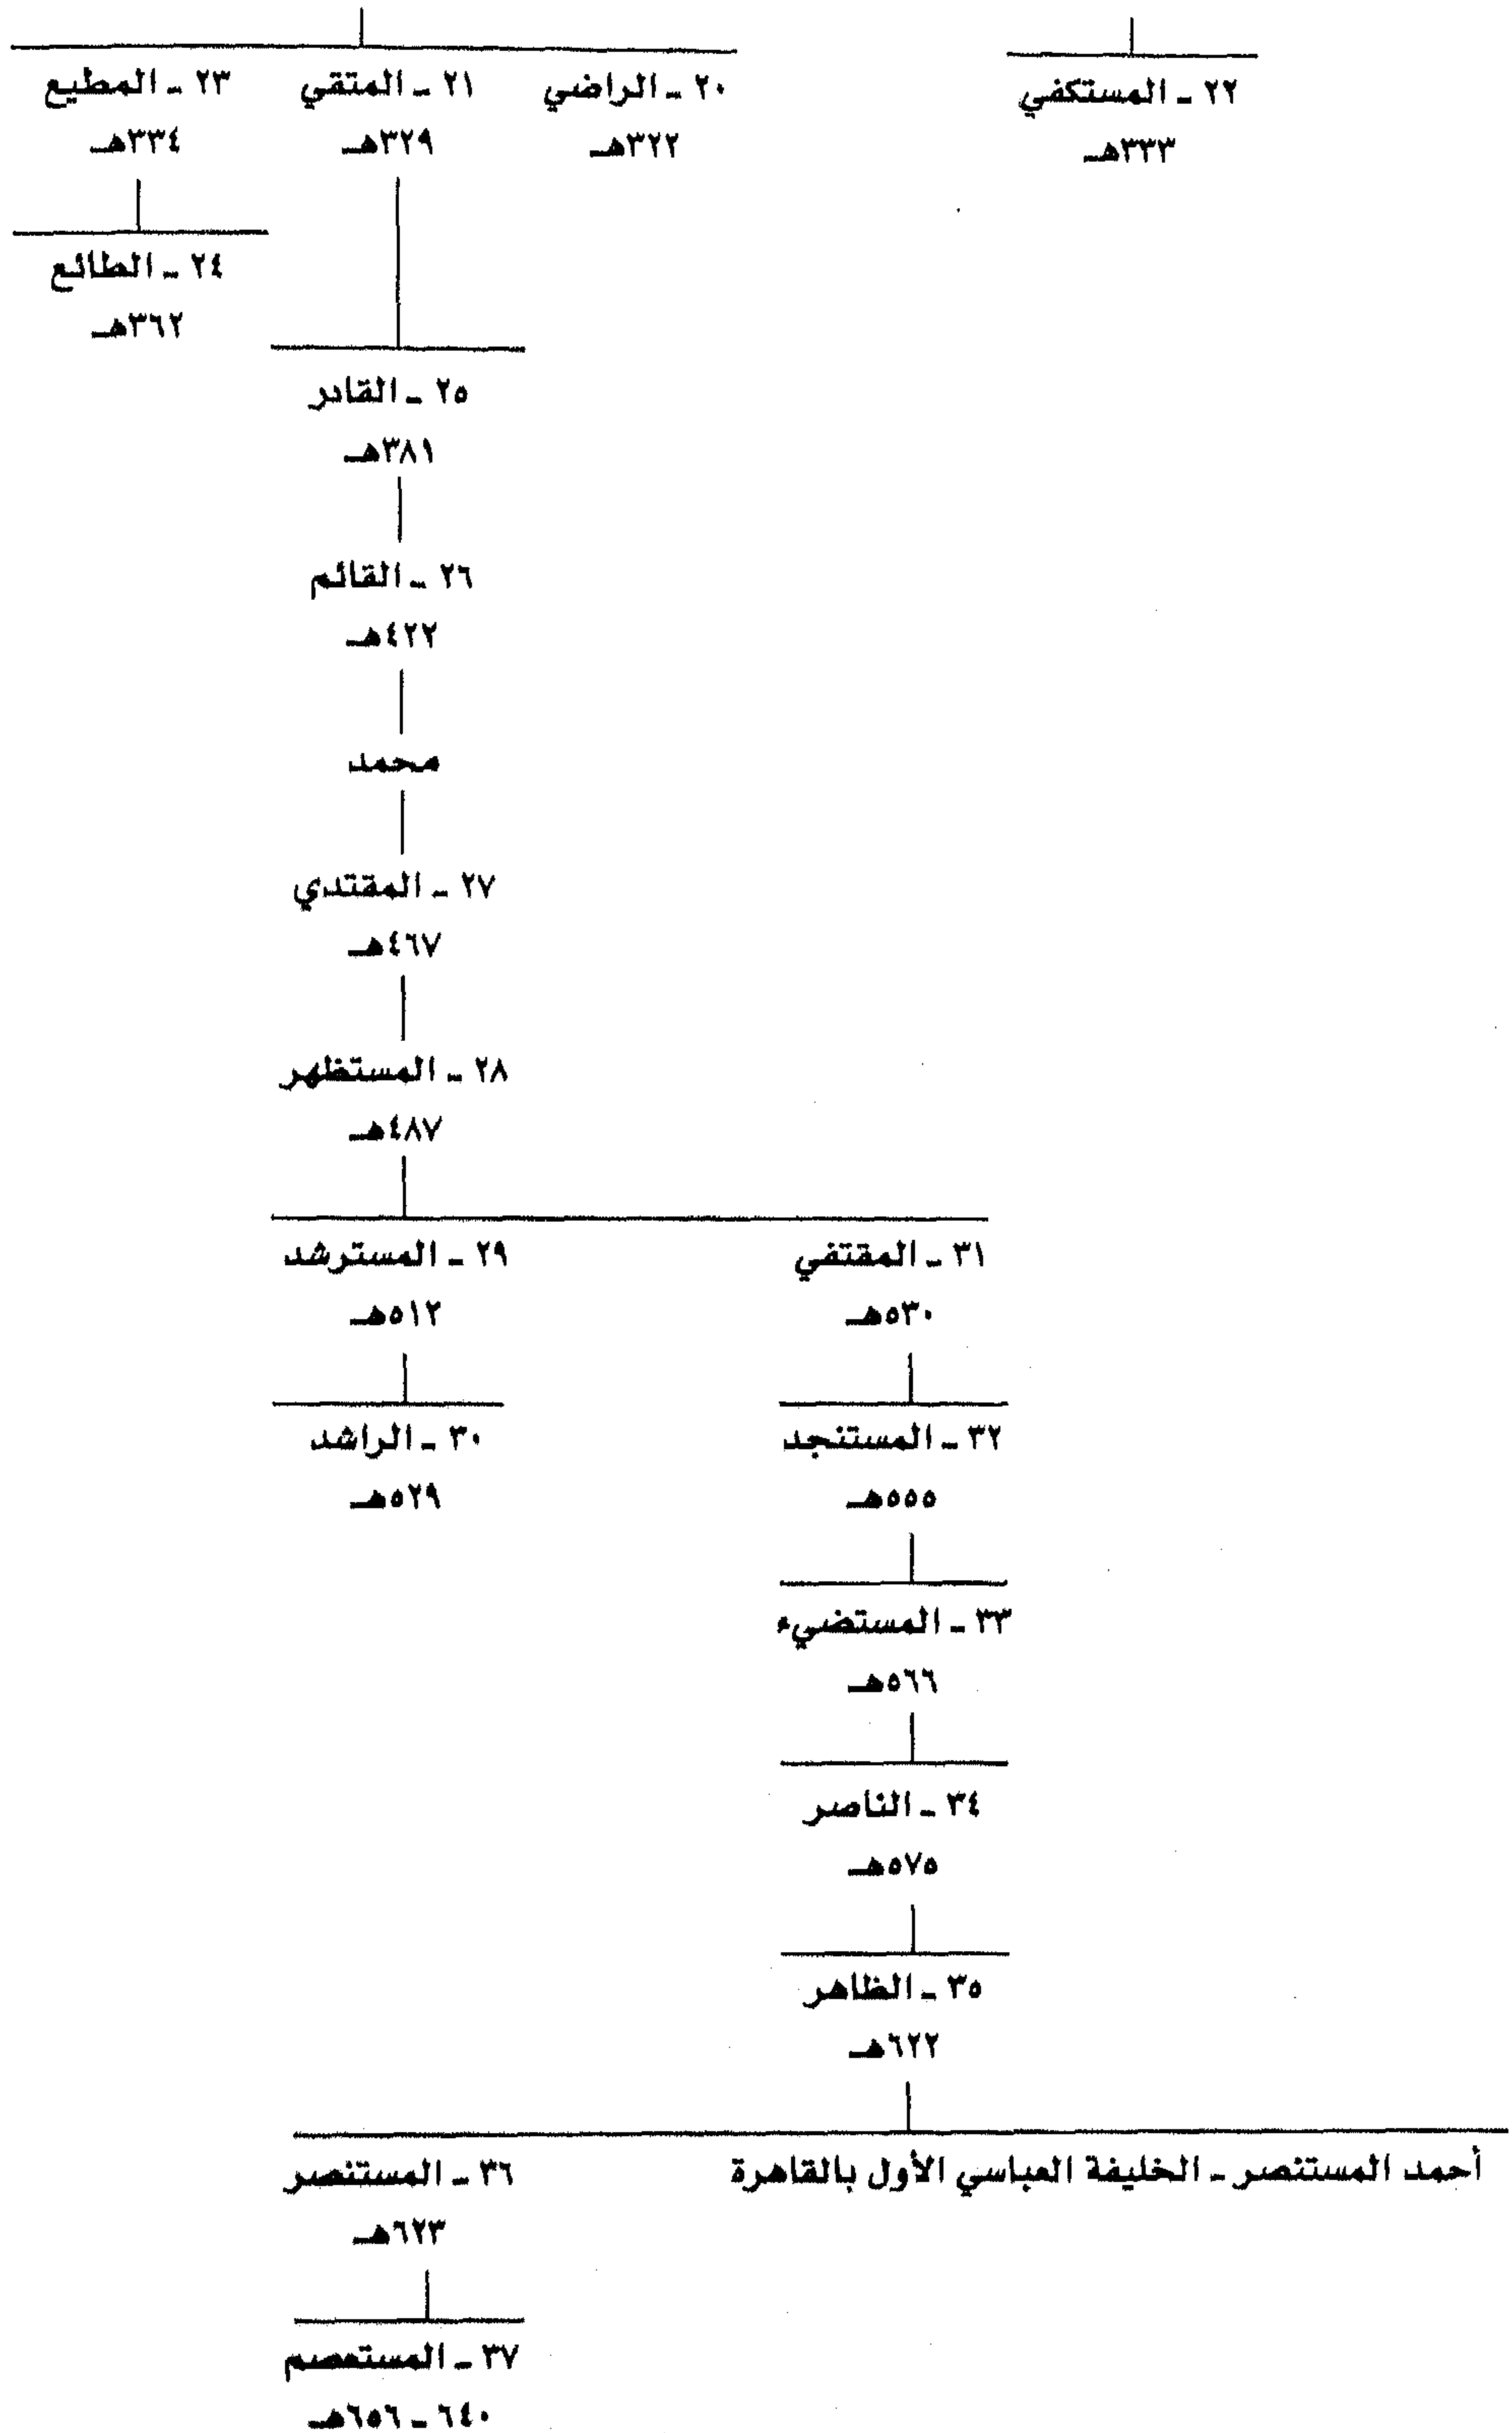 ٢٢ - المستكفي
٣٣٣هـ
٢٠ - الراضي
٣٢٢هـ
٢١ - المتقي
٣٢٩هـ
٢٣ - المطيع
٣٣٤هـ
٢٤ - الطائع
٣٦٢هـ
٢٥ - القادر
٣٨١هـ
٢٦ - القائم
٤٢٢هـ
محمد
٢٧ - المقتدي
٤٦٧هـ
٢٨ - المستظهر
٤٨٧هـ
٣١ - المقتفي
٥٣٠هـ
٢٩ - المسترشد
٥١٢هـ
٣٢ - المستنجد
٥٥٥هـ
٣٠ - الراشد
٥٢٩هـ
٣٣ - المستضيء
٥٦٦هـ
٣٤ - الناصر
٥٧٥هـ
٣٥ - الظاهر
٦٢٢هـ
أحمد المستنصر - الخليفة العباسي الأول بالقاهرة
٣٦ - المستنصر
٦٢٣هـ
٣٧ - المستعصم
٦٤٠ - ٦٥٦هـ